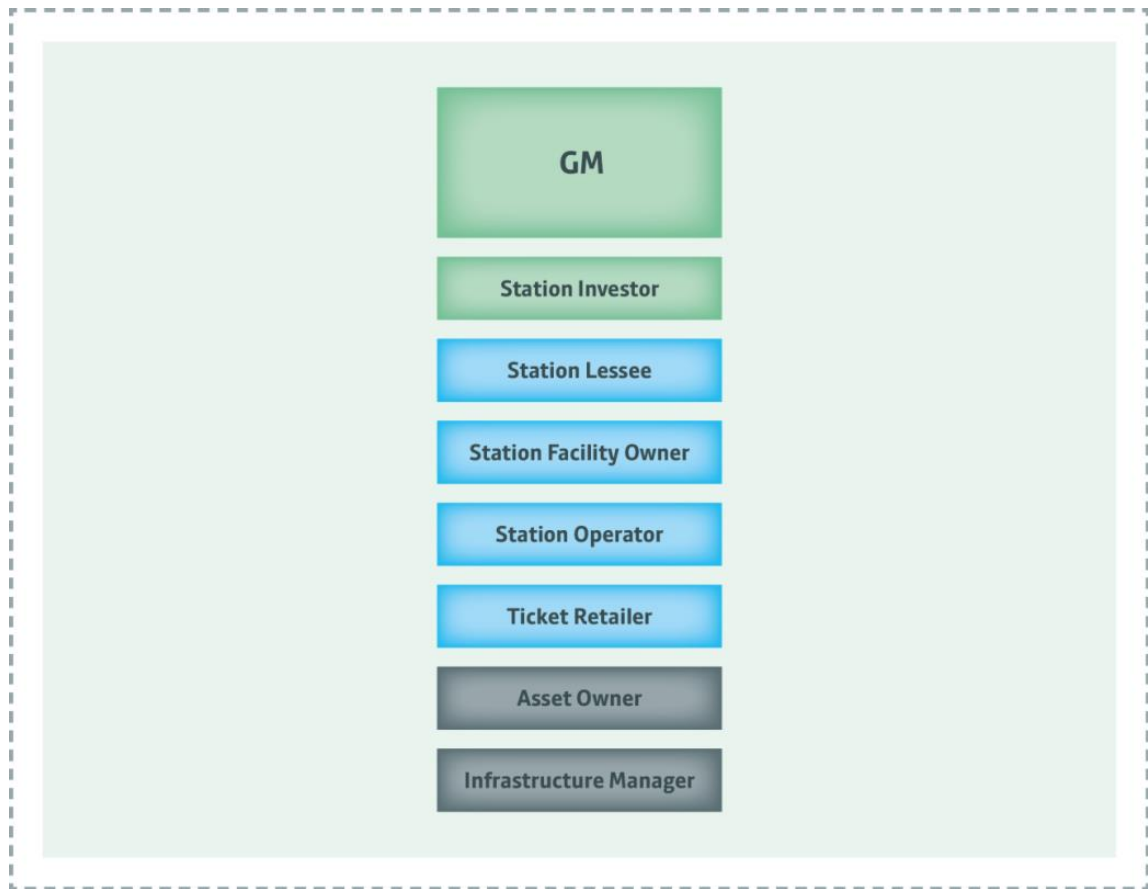 GM
Station Investor
Station Lessee
Station Facility Owner
Station Operator
Ticket Retailer
Asset Owner
Infrastructure Manager